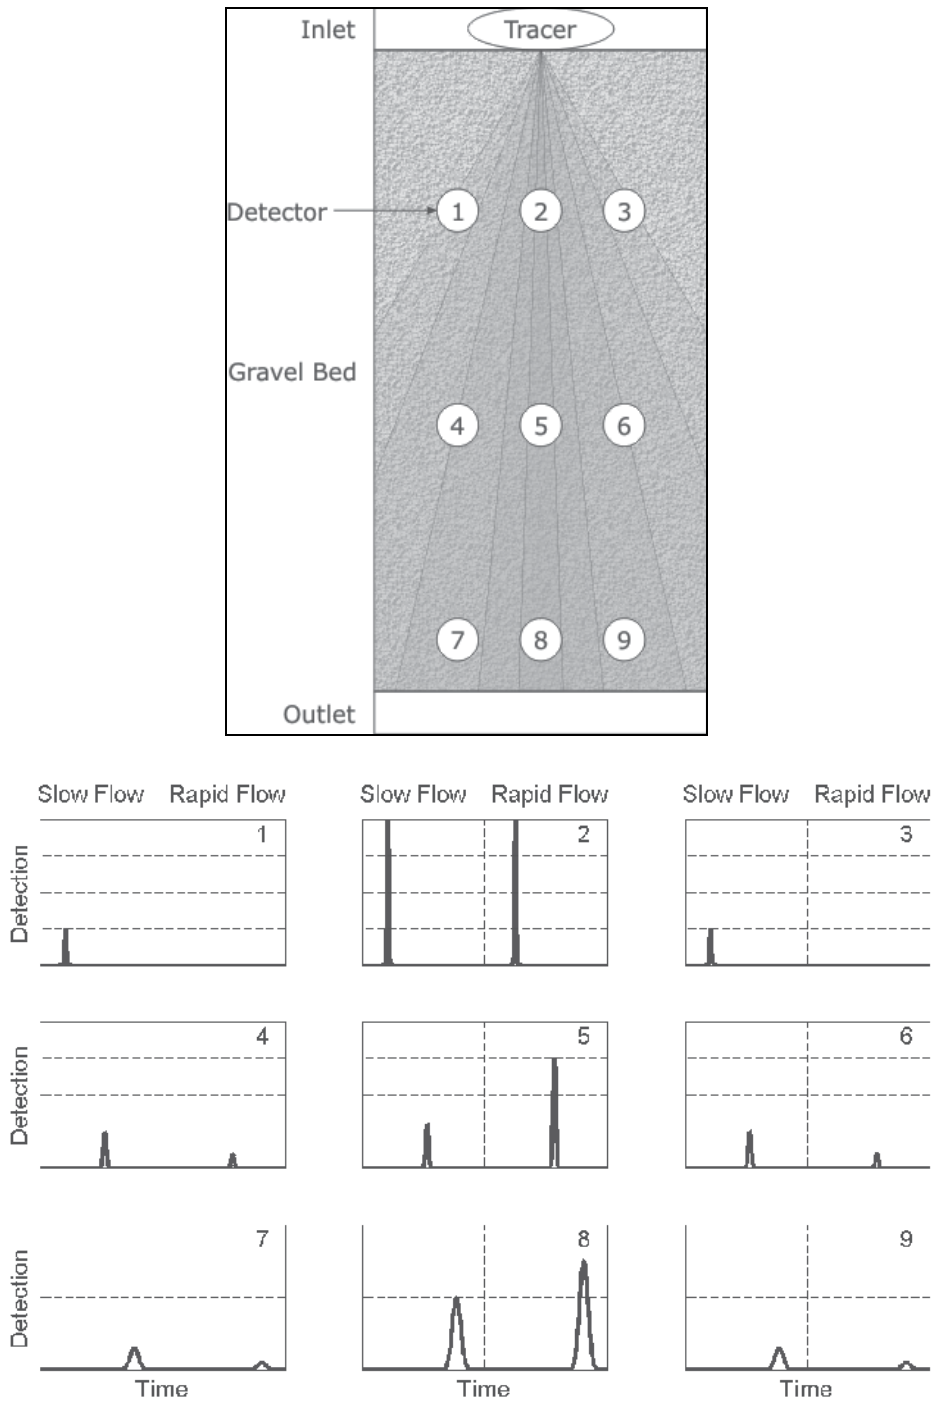 Inlet
Tracer
Detector
1 2 3
Gravel Bed
4 5 6
7 8 9
Outlet
Slow Flow Rapid Flow Slow Flow Rapid Flow Slow Flow Rapid Flow
Detection 1 2 3
Detection 4 5 6
Detection 7 8 9
Time Time Time